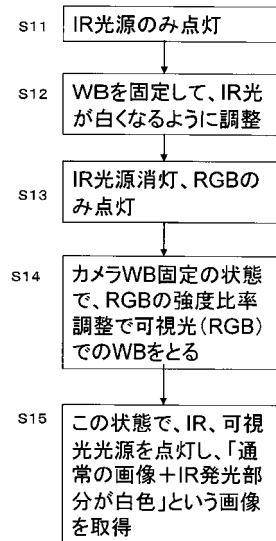 S11
IR光源のみ点灯
S12
WBを固定して、IR光
が白くなるように調整
S13
IR光源消灯、RGBの
み点灯
S14
カメラWB固定の状態
で、RGBの強度比率
調整で可視光(RGB)
でのWBをとる
S15
この状態で、IR、可視
光光源を点灯し、「通
常の画像+IR発光部
分が白色」という画像
を取得